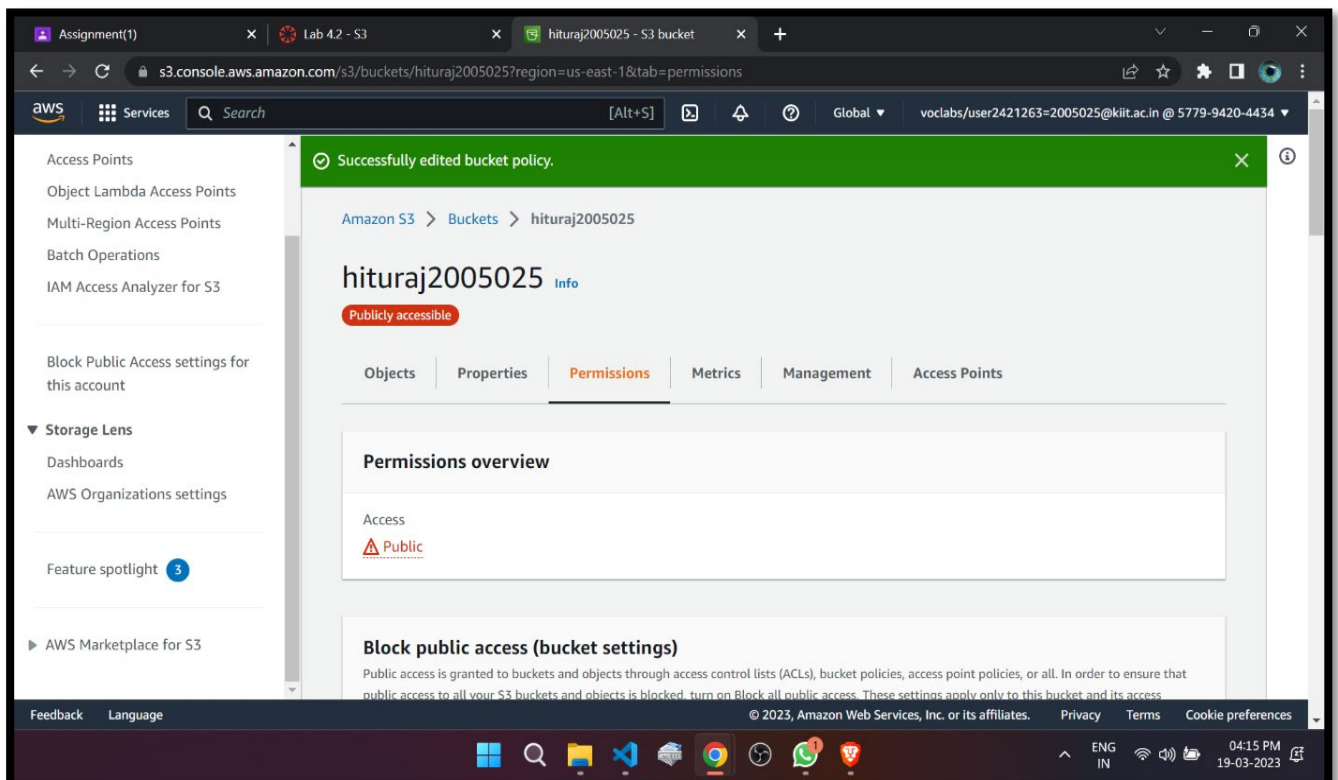 Assignment(1)
Lab 4.2 - S3
hituraj2005025 - S3 bucket
s3.console.aws.amazon.com/s3/buckets/hituraj2005025?region=us-east-1&tab=permissions
aws
Services
Search
[Alt+S]
Global
voclabs/user2421263=2005025@kiit.ac.in @ 5779-9420-4434
Access Points
Object Lambda Access Points
Multi-Region Access Points
Batch Operations
IAM Access Analyzer for S3
Block Public Access settings for
this account
Storage Lens
Dashboards
AWS Organizations settings
Feature spotlight 3
AWS Marketplace for S3
Successfully edited bucket policy.
Amazon S3 > Buckets > hituraj2005025
hituraj2005025 Info
Publicly accessible
Objects
Properties
Permissions
Metrics
Management
Access Points
Permissions overview
Access
Public
Block public access (bucket settings)
Public access is granted to buckets and objects through access control lists (ACLs), bucket policies, access point policies, or all. In order to ensure that
public access to all your S3 buckets and objects is blocked, turn on Block all public access. These settings apply only to this bucket and its access
Feedback
Language
© 2023, Amazon Web Services, Inc. or its affiliates.
Privacy
Terms
Cookie preferences
1
ENG
IN
04:15 PM
19-03-2023